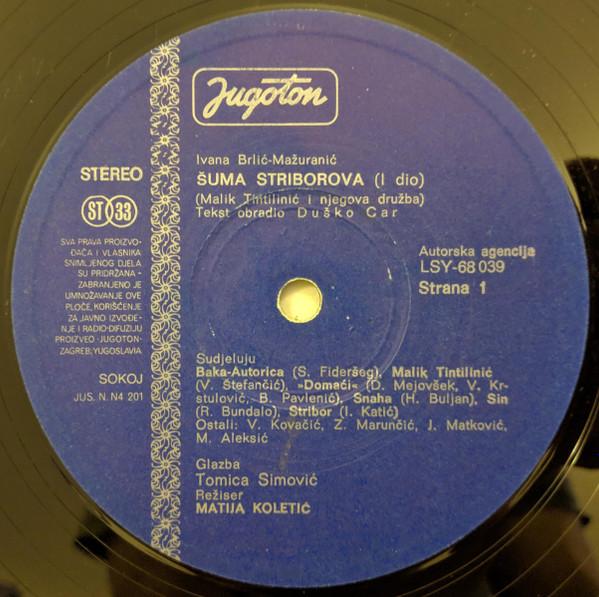 Jugoton
STEREO
ST 33
SVA PRAVA PROIZVO-
ĐAČA I VLASNIKA
SNIMLJENOG DJELA
SU PRIDRŽANA -
ZABRANJENO JE
UMNOŽAVANJE OVE
PLOČE, KORIŠĆENJE
ZA JAVNO IZVOĐE-
NJE I RADIO-DIFUZIJU
PROIZVEO -JUGOTON-
ZAGREB, YUGOSLAVIA
SOKOJ
JUS. N. N4 201
Ivana Brlić-Mažuranić
ŠUMA STRIBOROVA (I dio)
(Malik Tintilinić i njegova družba)
Tekst obradio Duško Car
Autorska agencija
LSY-68 039
Strana 1
Sudjeluju
Baka-Autorica (S. Fideršeg), Malik Tintilinić
(V. Štefančić), »Domaći« (D. Mejovšek, V. Kr-
stulović, B. Pavlenić), Snaha (H. Buljan), Sin
(R. Bundalo), Stribor (I. Katić)
Ostali: V. Kovačić, Z. Marunčić, J. Matković,
M. Aleksić
Glazba
Tomica Simović
Režiser
MATIJA KOLETIĆ